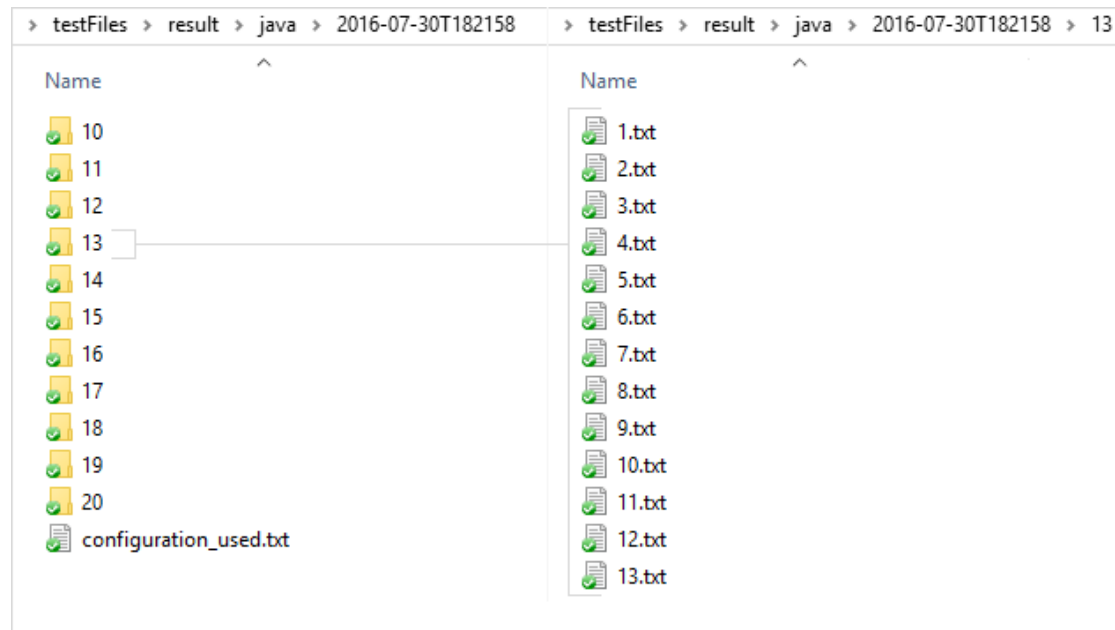 > testFiles > result > java > 2016-07-30T182158
Name
10
11
12
13
14
15
16
17
18
19
20
configuration_used.txt
> testFiles > result > java > 2016-07-30T182158 > 13
Name
1.txt
2.txt
3.txt
4.txt
5.txt
6.txt
7.txt
8.txt
9.txt
10.txt
11.txt
12.txt
13.txt